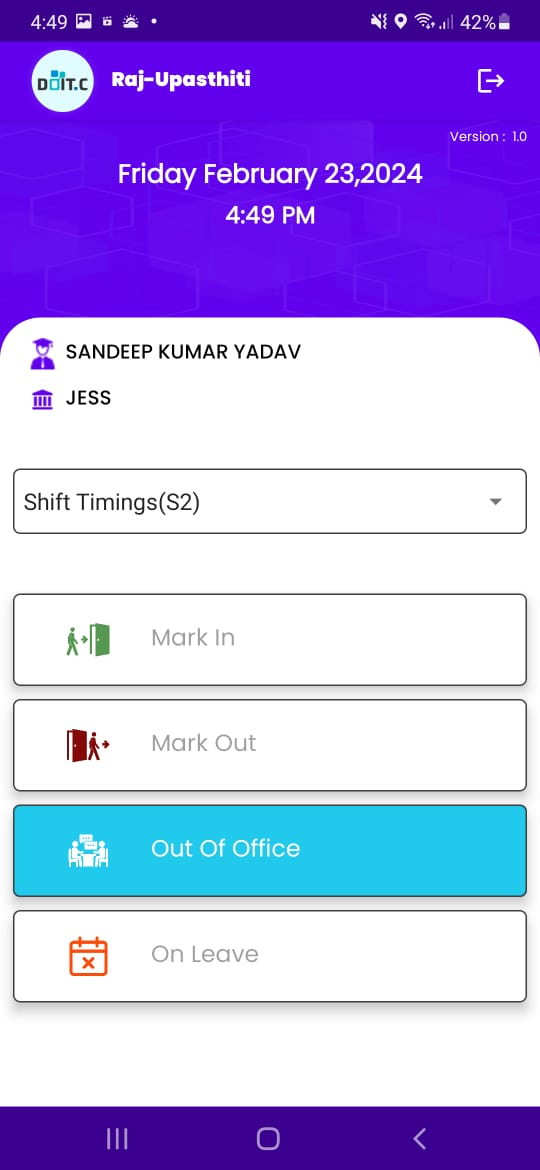 4:49 42%
DOIT.C Raj-Upasthiti
Version : 1.0
Friday February 23,2024
4:49 PM
SANDEEP KUMAR YADAV
JESS
Shift Timings(S2)
Mark In
Mark Out
Out Of Office
On Leave